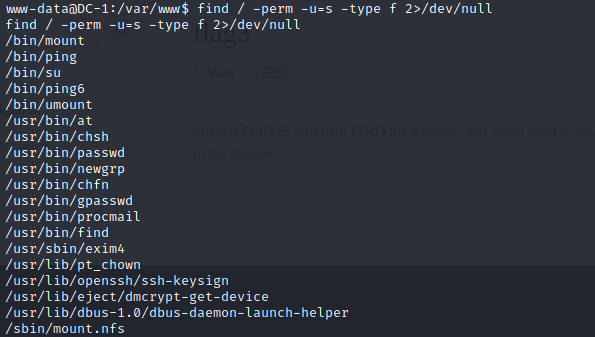 www-data@DC-1:/var/www$ find / -perm -u=s -type f 2>/dev/null
find / -perm -u=s -type f 2>/dev/null
/bin/mount
flag3
/bin/ping
/bin/su
/bin/ping6
View Edit
/bin/umount
/usr/bin/at
/usr/bin/chsh
/usr/bin/passwd
Special PERMS will help FIND the passwd - but you'll need to
/usr/bin/newgrp
in the shadow.
/usr/bin/chfn
/usr/bin/gpasswd
/usr/bin/procmail
/usr/bin/find
/usr/sbin/exim4
/usr/lib/pt_chown
/usr/lib/openssh/ssh-keysign
/usr/lib/eject/dmcrypt-get-device
/usr/lib/dbus-1.0/dbus-daemon-launch-helper
/sbin/mount.nfs